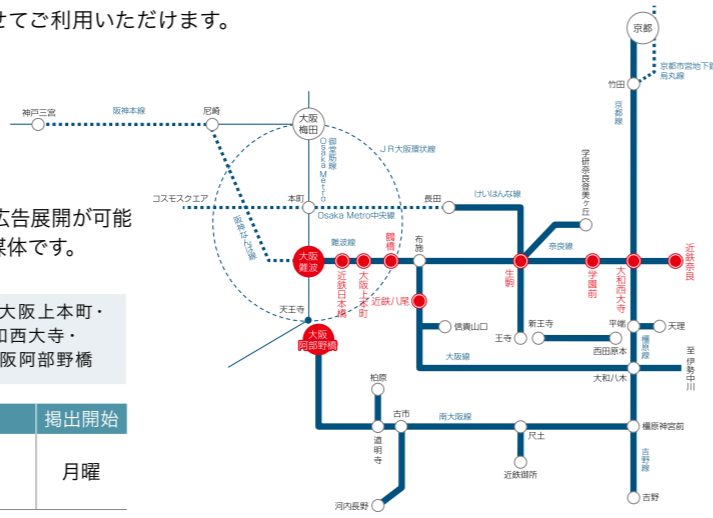 せてご利用いただけます。
広告展開が可能
媒体です。
大阪上本町・
和西大寺・
阪阿部野橋
掲出開始
月曜
京都
京都市営地下鉄
烏丸線
竹田
京都線
神戸三宮
阪神本線
尼崎
大阪
梅田
御堂筋線
Osaka Metro
JR大阪環状線
学研奈良登美ヶ丘
コスモスクエア
本町
長田
けいはんな線
Osaka Metro中央線
阪神なんば線
大阪
難波
難波線
鶴橋
布施
奈良線
近鉄奈良
近鉄日本橋
大阪上本町
近鉄八尾
生駒
学園前
大和西大寺
天王寺
大阪
阿部野橋
信貴山口
王寺
新王寺
西田原本
平端
天理
橿原線
大阪線
大和八木
至 伊勢中川
柏原
古市
道明寺
南大阪線
尺土
近鉄御所
橿原神宮前
吉野線
河内長野
吉野